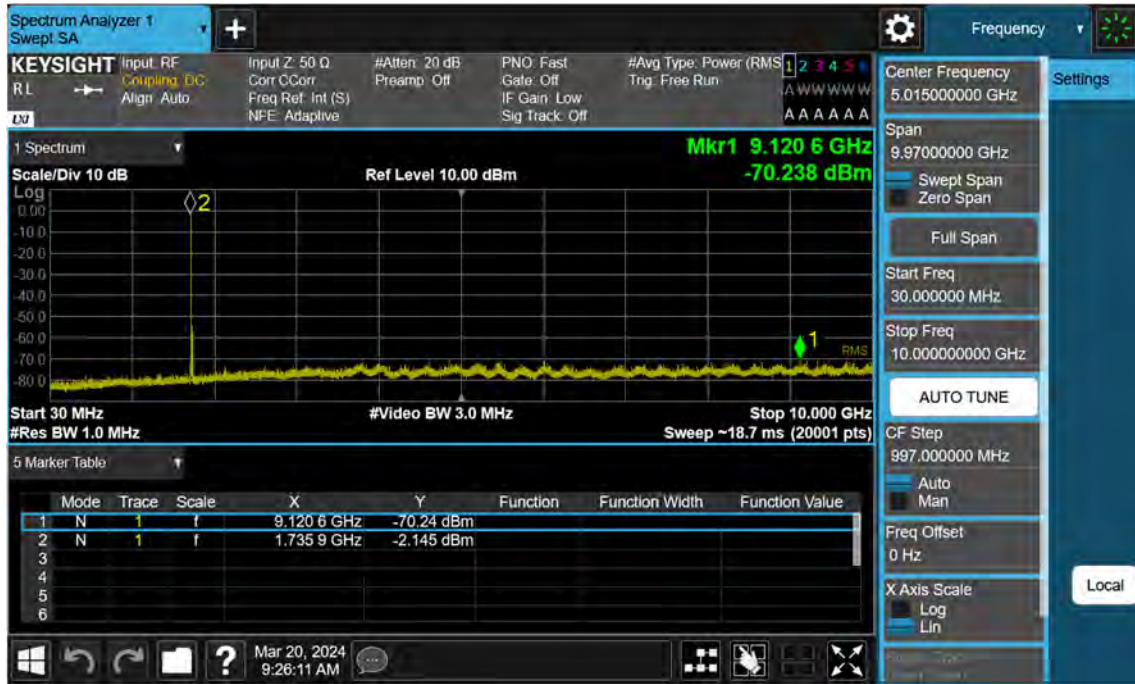 Spectrum Analyzer 1
Swept SA
+
Frequency
KEYSIGHT
RL
LXI
Input: RF
Coupling: DC
Align: Auto
Input Z: 50 Ω
Corr CCorr
Freq Ref: Int (S)
NFE: Adaptive
#Atten: 20 dB
Preamp: Off
PNO: Fast
Gate: Off
IF Gain: Low
Sig Track: Off
#Avg Type: Power (RMS
Trig: Free Run
1 2 3 4 5 6
A W W W W W
A A A A A A
1 Spectrum
Scale/Div 10 dB
Ref Level 10.00 dBm
Mkr1 9.120 6 GHz
-70.238 dBm
Log
0.00
-10.0
-20.0
-30.0
-40.0
-50.0
-60.0
-70.0
-80.0
2
1
RMS
Start 30 MHz
#Video BW 3.0 MHz
Stop 10.000 GHz
#Res BW 1.0 MHz
Sweep ~18.7 ms (20001 pts)
5 Marker Table
Mode Trace Scale X Y Function Function Width Function Value
1 N 1 f 9.120 6 GHz -70.24 dBm
2 N 1 f 1.735 9 GHz -2.145 dBm
3
4
5
6
Mar 20, 2024
9:26:11 AM
?
Center Frequency
5.015000000 GHz
Span
9.97000000 GHz
Swept Span
Zero Span
Full Span
Start Freq
30.000000 MHz
Stop Freq
10.000000000 GHz
AUTO TUNE
CF Step
997.000000 MHz
Auto
Man
Freq Offset
0 Hz
X Axis Scale
Log
Lin
Settings
Local